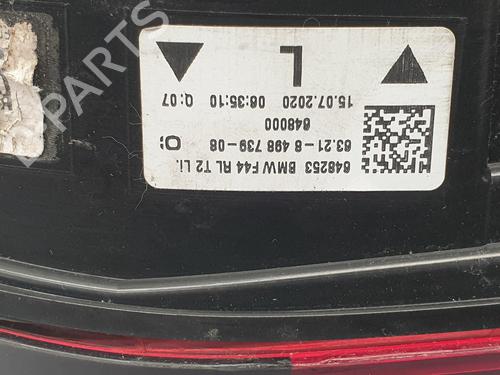 648253 BMW F44 RL T2 LI.
63.21-8 498 739-08 Q:
648000
15.07.2020 06:35:10 Q:07
L
B-PARTS